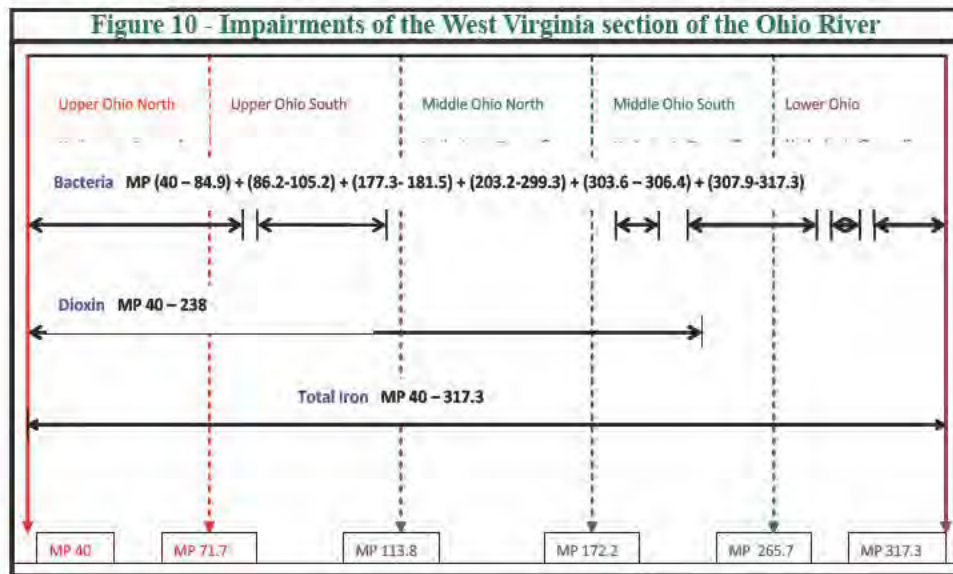 Figure 10 - Impairments of the West Virginia section of the Ohio River
Upper Ohio North Upper Ohio South Middle Ohio North Middle Ohio South Lower Ohio
Bacteria MP (40 – 84.9) + (86.2-105.2) + (177.3- 181.5) + (203.2-299.3) + (303.6 – 306.4) + (307.9-317.3)
Dioxin MP 40 – 238
Total Iron MP 40 – 317.3
MP 40 MP 71.7 MP 113.8 MP 172.2 MP 265.7 MP 317.3